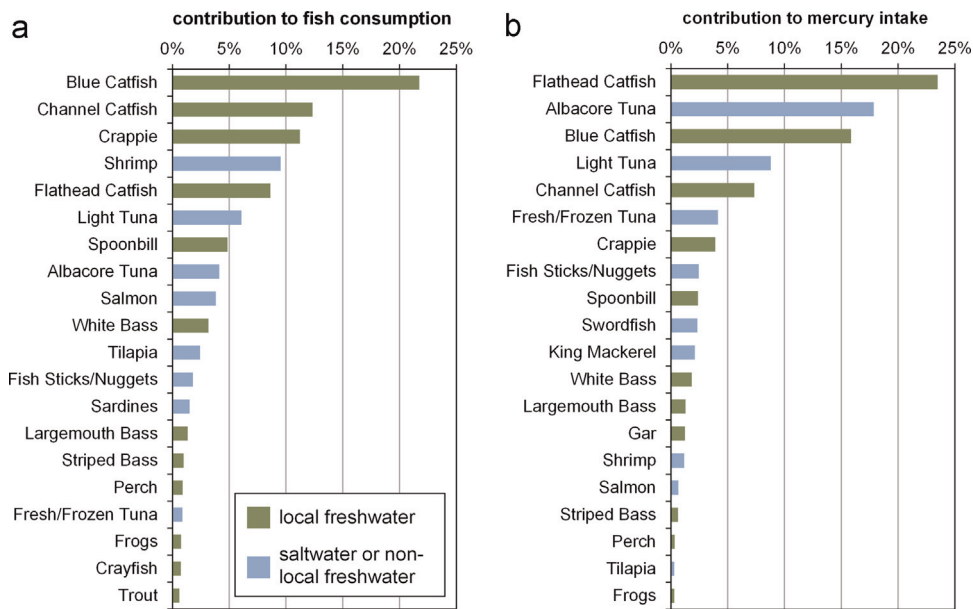 a
contribution to fish consumption
0% 5% 10% 15% 20% 25%
Blue Catfish
Channel Catfish
Crappie
Shrimp
Flathead Catfish
Light Tuna
Spoonbill
Albacore Tuna
Salmon
White Bass
Tilapia
Fish Sticks/Nuggets
Sardines
Largemouth Bass
Striped Bass
Perch
Fresh/Frozen Tuna
Frogs
Crayfish
Trout
local freshwater
saltwater or non-
local freshwater
b
contribution to mercury intake
0% 5% 10% 15% 20% 25%
Flathead Catfish
Albacore Tuna
Blue Catfish
Light Tuna
Channel Catfish
Fresh/Frozen Tuna
Crappie
Fish Sticks/Nuggets
Spoonbill
Swordfish
King Mackerel
White Bass
Largemouth Bass
Gar
Shrimp
Salmon
Striped Bass
Perch
Tilapia
Frogs